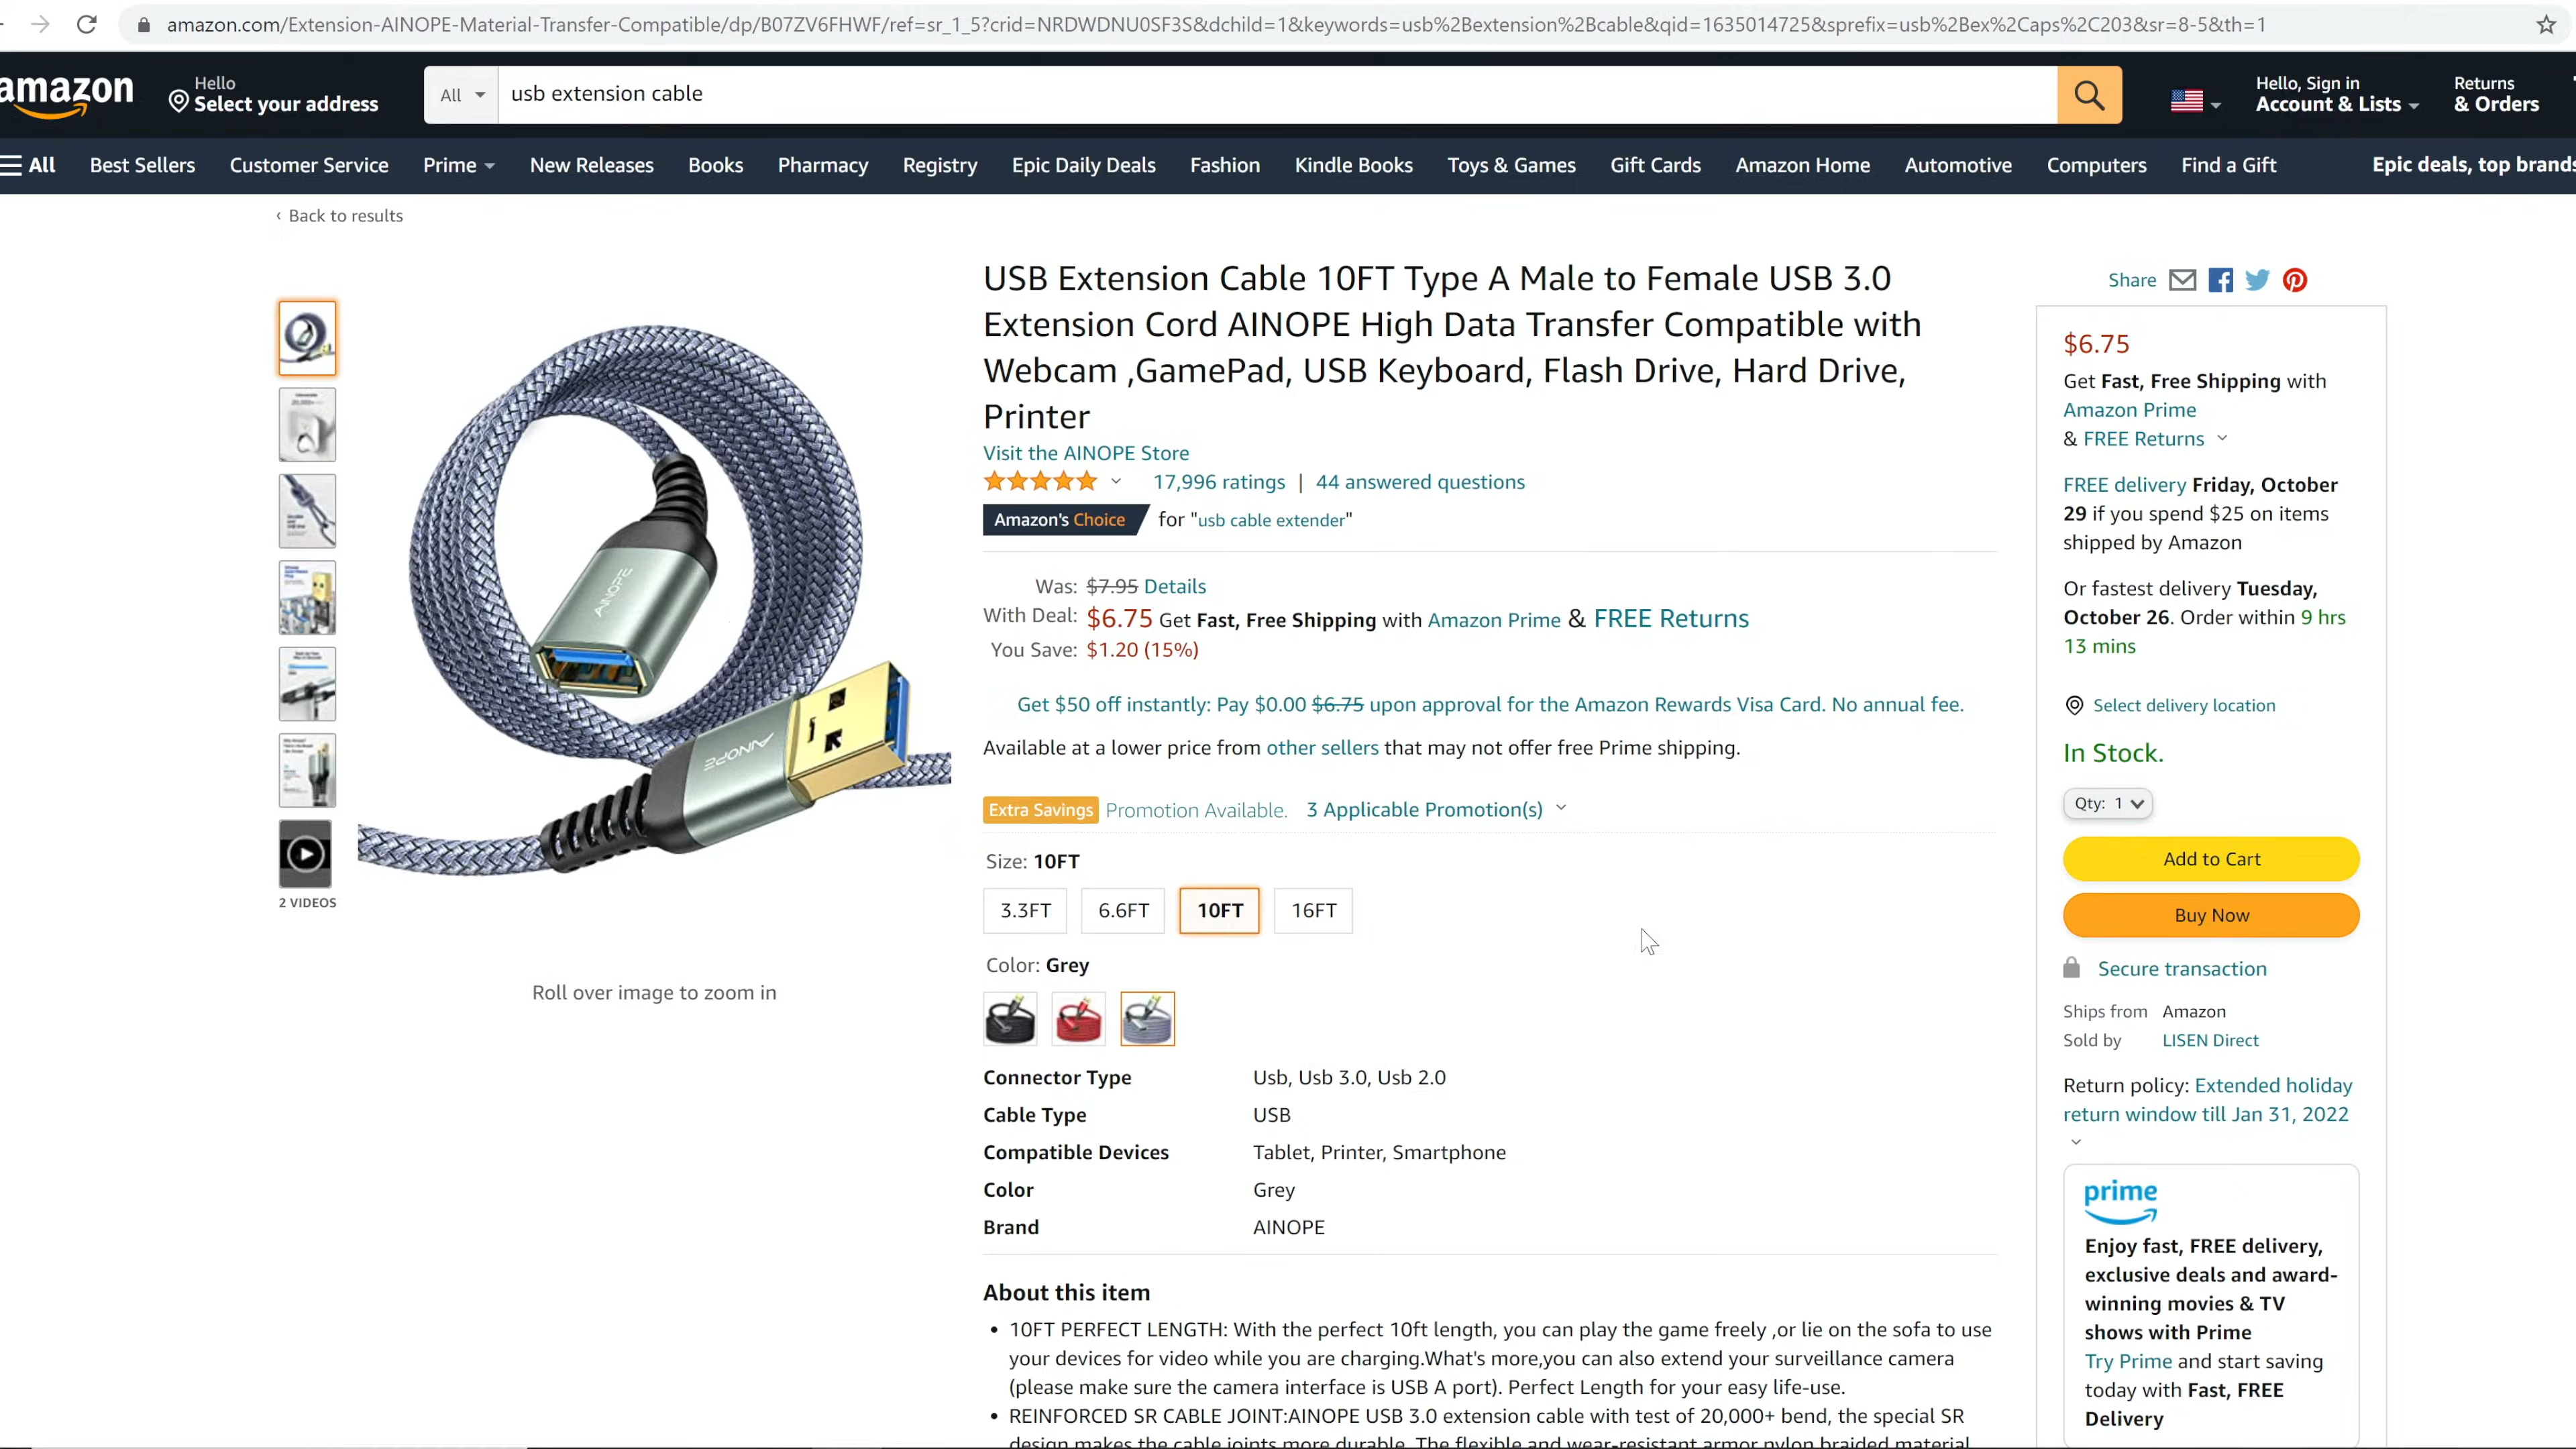 amazon.com/Extension-AINOPE-Material-Transfer-Compatible/dp/B07ZV6FHWF/ref=sr_1_5?crid=NRDWDNU0SF3S&dchild=1&keywords=usb%2Bextension%2Bcable&qid=1635014725&sprefix=usb%2Bex%2Caps%2C203&sr=8-5&th=1
amazon
Hello
Select your address
All
usb extension cable
Hello, Sign in
Account & Lists
Returns
& Orders
All
Best Sellers
Customer Service
Prime
New Releases
Books
Pharmacy
Registry
Epic Daily Deals
Fashion
Kindle Books
Toys & Games
Gift Cards
Amazon Home
Automotive
Computers
Find a Gift
Epic deals, top brands
‹ Back to results
AINOPE
AINOPE
2 VIDEOS
Roll over image to zoom in
USB Extension Cable 10FT Type A Male to Female USB 3.0
Extension Cord AINOPE High Data Transfer Compatible with
Webcam ,GamePad, USB Keyboard, Flash Drive, Hard Drive,
Printer
Visit the AINOPE Store
17,996 ratings | 44 answered questions
Amazon's Choice for "usb cable extender"
Was: $7.95 Details
With Deal: $6.75 Get Fast, Free Shipping with Amazon Prime & FREE Returns
You Save: $1.20 (15%)
Get $50 off instantly: Pay $0.00 $6.75 upon approval for the Amazon Rewards Visa Card. No annual fee.
Available at a lower price from other sellers that may not offer free Prime shipping.
Extra Savings Promotion Available. 3 Applicable Promotion(s)
Size: 10FT
3.3FT
6.6FT
10FT
16FT
Color: Grey
Connector Type Usb, Usb 3.0, Usb 2.0
Cable Type USB
Compatible Devices Tablet, Printer, Smartphone
Color Grey
Brand AINOPE
About this item
• 10FT PERFECT LENGTH: With the perfect 10ft length, you can play the game freely ,or lie on the sofa to use
your devices for video while you are charging.What's more,you can also extend your surveillance camera
(please make sure the camera interface is USB A port). Perfect Length for your easy life-use.
• REINFORCED SR CABLE JOINT:AINOPE USB 3.0 extension cable with test of 20,000+ bend, the special SR
design makes the cable joints more durable. The flexible and wear-resistant armor nylon braided material
Share
$6.75
Get Fast, Free Shipping with
Amazon Prime
& FREE Returns
FREE delivery Friday, October
29 if you spend $25 on items
shipped by Amazon
Or fastest delivery Tuesday,
October 26. Order within 9 hrs
13 mins
Select delivery location
In Stock.
Qty: 1
Add to Cart
Buy Now
Secure transaction
Ships from Amazon
Sold by LISEN Direct
Return policy: Extended holiday
return window till Jan 31, 2022
prime
Enjoy fast, FREE delivery,
exclusive deals and award-
winning movies & TV
shows with Prime
Try Prime and start saving
today with Fast, FREE
Delivery